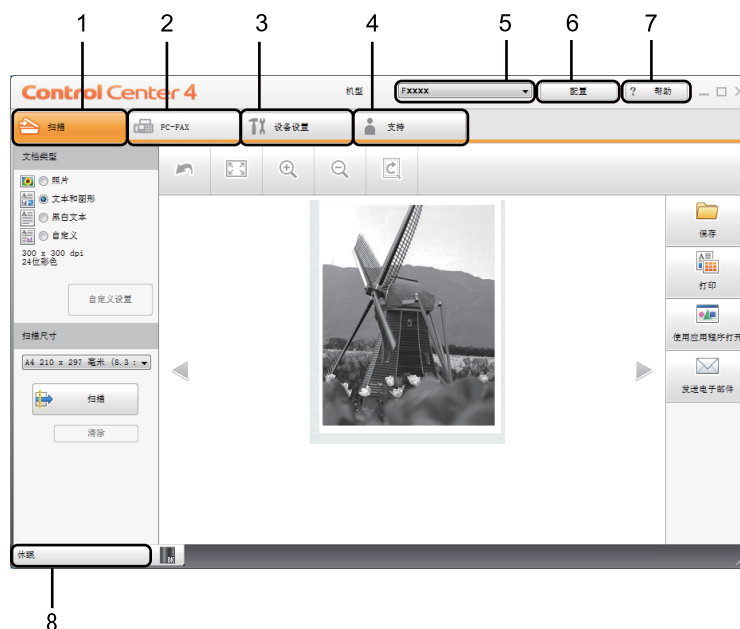 1 2 3 4 5 6 7
Control Center 4 机型 FXXXX 配置 ? 帮助
扫描 PC-FAX 设备设置 支持
文档类型
照片
文本和图形
黑白文本
自定义
300 x 300 dpi
24位彩色
自定义设置
扫描尺寸
A4 210 x 297 毫米 (8.3 :
扫描
清除
保存
打印
使用应用程序打开
发送电子邮件
休眠 BK
8